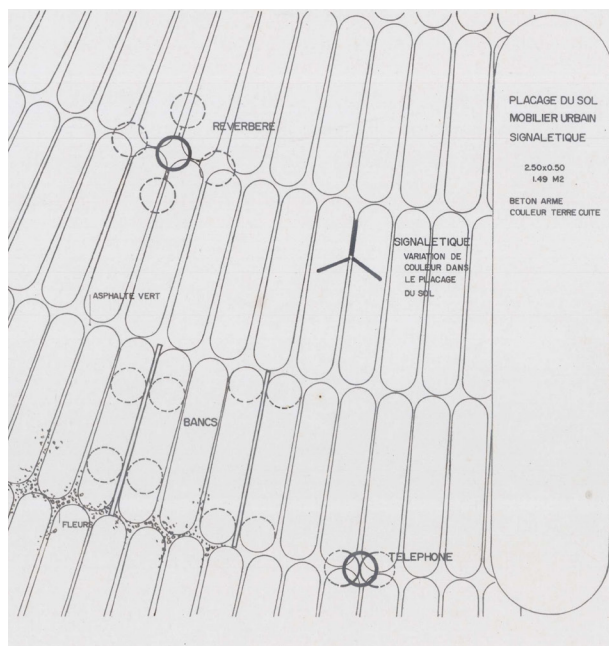 REVERBERE
PLACAGE DU SOL
MOBILIER URBAIN
SIGNALETIQUE
2.50x0.50
1.49 M2
BETON ARME
COULEUR TERRE CUITE
SIGNALETIQUE
VARIATION DE
COULEUR DANS
LE PLACAGE
DU SOL
ASPHALTE VERT
BANCS
FLEURS
TELEPHONE